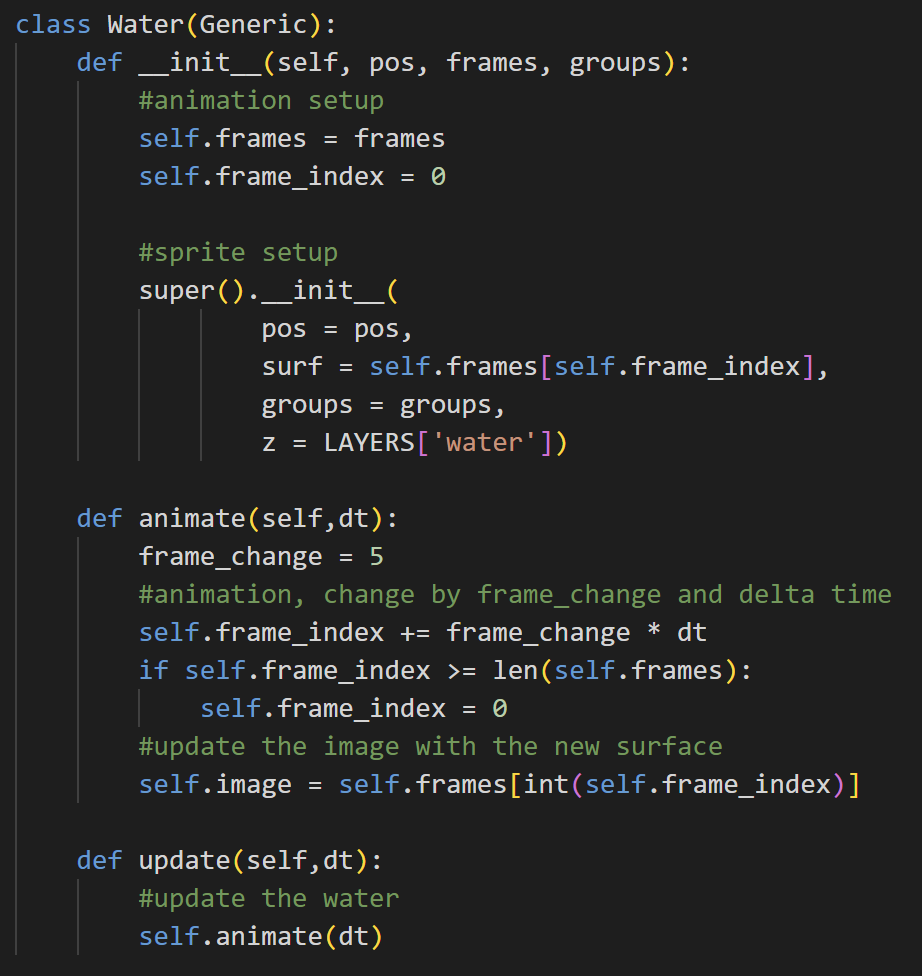 class Water(Generic):
    def __init__(self, pos, frames, groups):
        #animation setup
        self.frames = frames
        self.frame_index = 0

        #sprite setup
        super().__init__(
                pos = pos,
                surf = self.frames[self.frame_index],
                groups = groups,
                z = LAYERS['water'])

    def animate(self,dt):
        frame_change = 5
        #animation, change by frame_change and delta time
        self.frame_index += frame_change * dt
        if self.frame_index >= len(self.frames):
            self.frame_index = 0
        #update the image with the new surface
        self.image = self.frames[int(self.frame_index)]

    def update(self,dt):
        #update the water
        self.animate(dt)